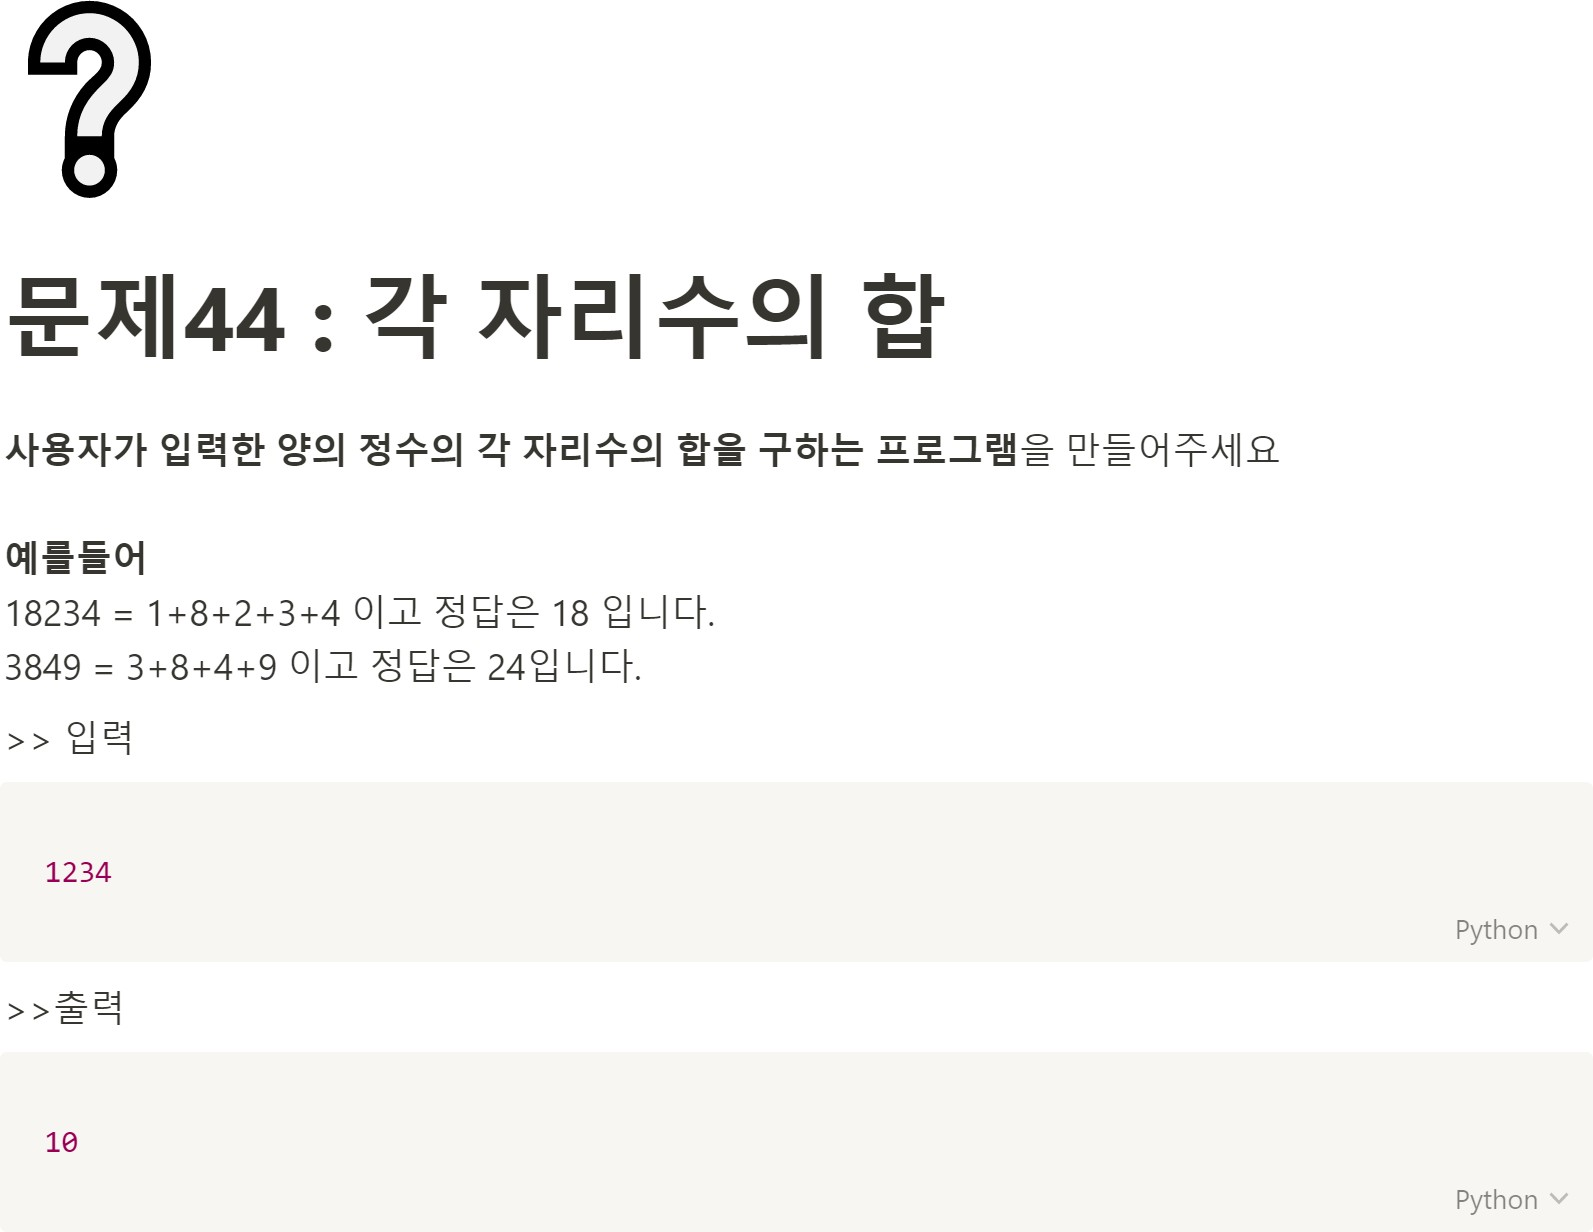 문제44 : 각 자리수의 합
사용자가 입력한 양의 정수의 각 자리수의 합을 구하는 프로그램을 만들어주세요
예를들어
18234 = 1+8+2+3+4 이고 정답은 18 입니다.
3849 = 3+8+4+9 이고 정답은 24입니다.
>> 입력
1234
Python
>>출력
10
Python